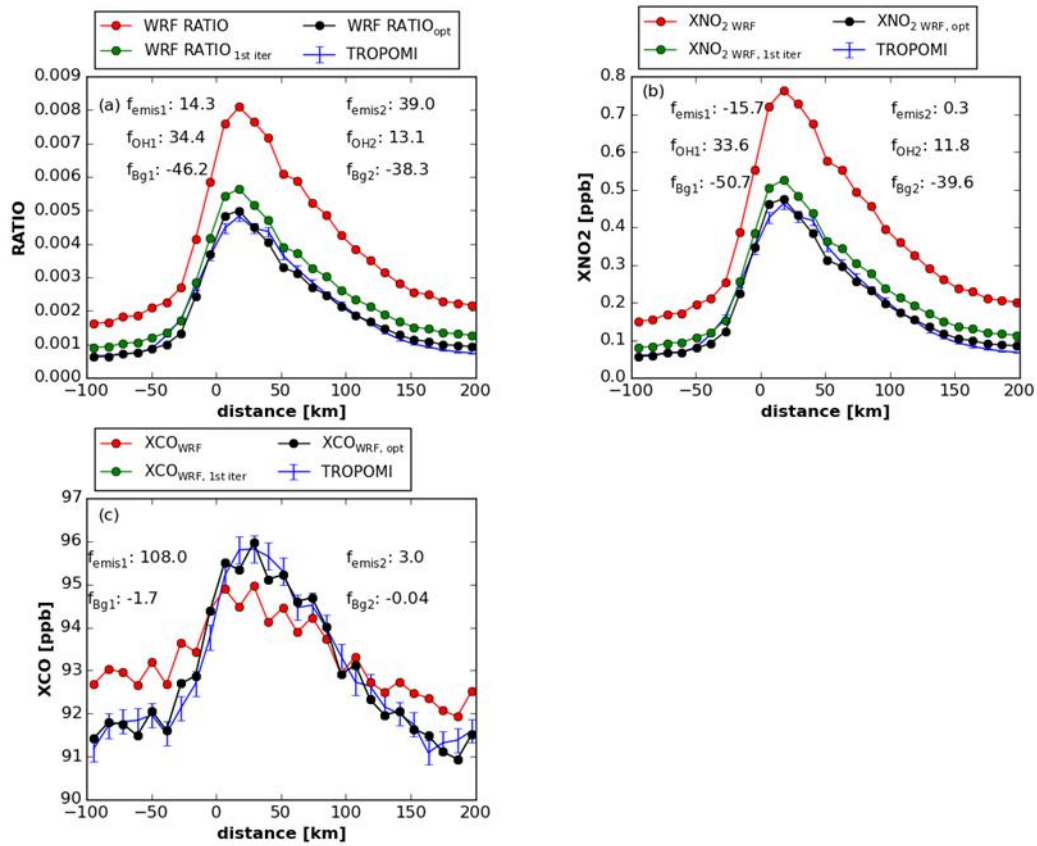 WRF RATIO WRF RATIO_opt
WRF RATIO_1st iter TROPOMI
(a) f_emis1: 14.3 f_emis2: 39.0
f_OH1: 34.4 f_OH2: 13.1
f_Bg1: -46.2 f_Bg2: -38.3
0.009
0.008
0.007
0.006
0.005
0.004
0.003
0.002
0.001
0.000
RATIO
−100 −50 0 50 100 150 200
distance [km]
XNO₂ WRF XNO₂ WRF, opt
XNO₂ WRF, 1st iter TROPOMI
(b)
f_emis1: -15.7 f_emis2: 0.3
f_OH1: 33.6 f_OH2: 11.8
f_Bg1: -50.7 f_Bg2: -39.6
0.8
0.7
0.6
0.5
0.4
0.3
0.2
0.1
0.0
XNO2 [ppb]
−100 −50 0 50 100 150 200
distance [km]
XCO_WRF XCO_WRF, opt
XCO_WRF, 1st iter TROPOMI
(c)
f_emis1: 108.0 f_emis2: 3.0
f_Bg1: -1.7 f_Bg2: -0.04
97
96
95
94
93
92
91
90
XCO [ppb]
−100 −50 0 50 100 150 200
distance [km]